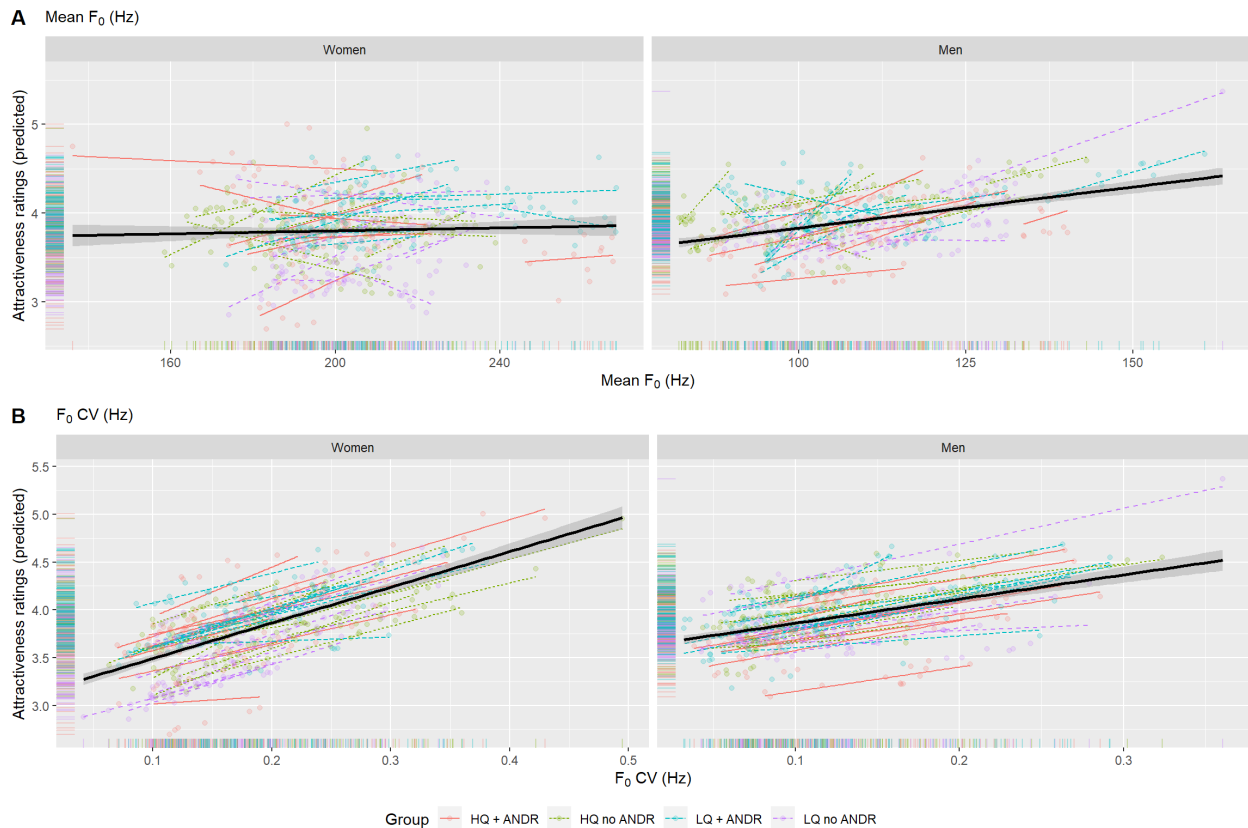 A Mean F₀ (Hz)
Women Men
Attractiveness ratings (predicted)
5
4
3
160 200 240 100 125 150
Mean F₀ (Hz)
B F₀ CV (Hz)
Women Men
Attractiveness ratings (predicted)
5.5
5.0
4.5
4.0
3.5
3.0
0.1 0.2 0.3 0.4 0.5 0.1 0.2 0.3
F₀ CV (Hz)
Group HQ + ANDR HQ no ANDR LQ + ANDR LQ no ANDR